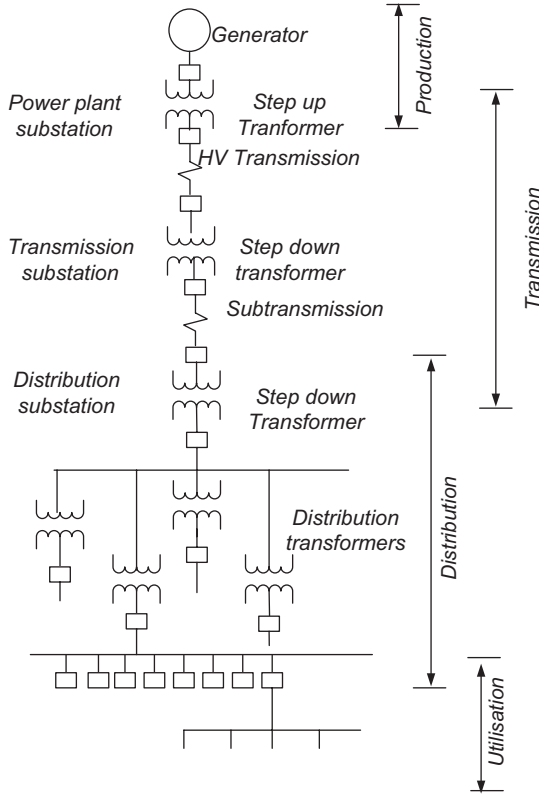 Generator
Production
Power plant
substation
Step up
Tranformer
HV Transmission
Transmission
substation
Step down
transformer
Transmission
Subtransmission
Distribution
substation
Step down
Transformer
Distribution
transformers
Distribution
Utilisation